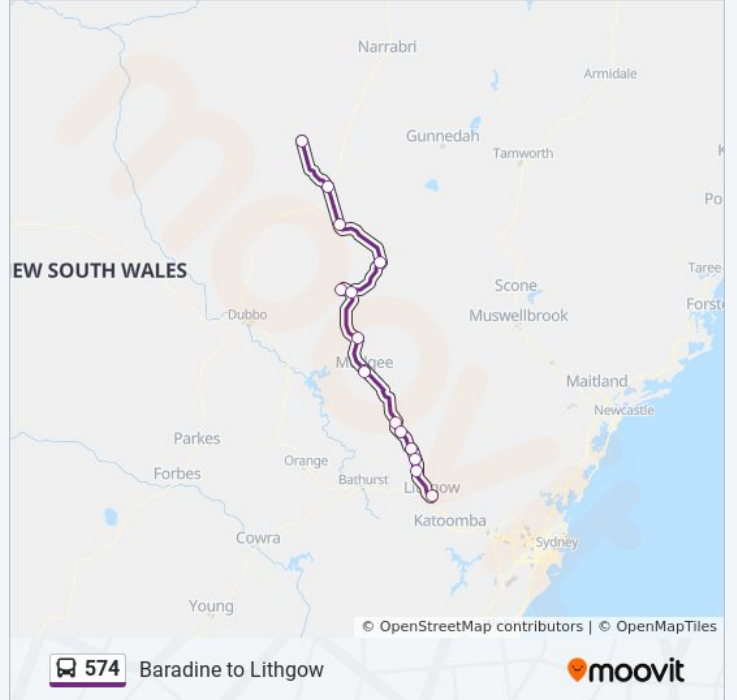 Narrabri
Armidale
Gunnedah
Tamworth
K
Po
EW SOUTH WALES
Taree
Scone
Forst
Muswellbrook
Dubbo
Mudgee
Maitland
Newcastle
Parkes
Orange
Forbes
Bathurst
Lithgow
Katoomba
Cowra
Sydney
Young
© OpenStreetMap contributors | © OpenMapTiles
574 Baradine to Lithgow
moovit